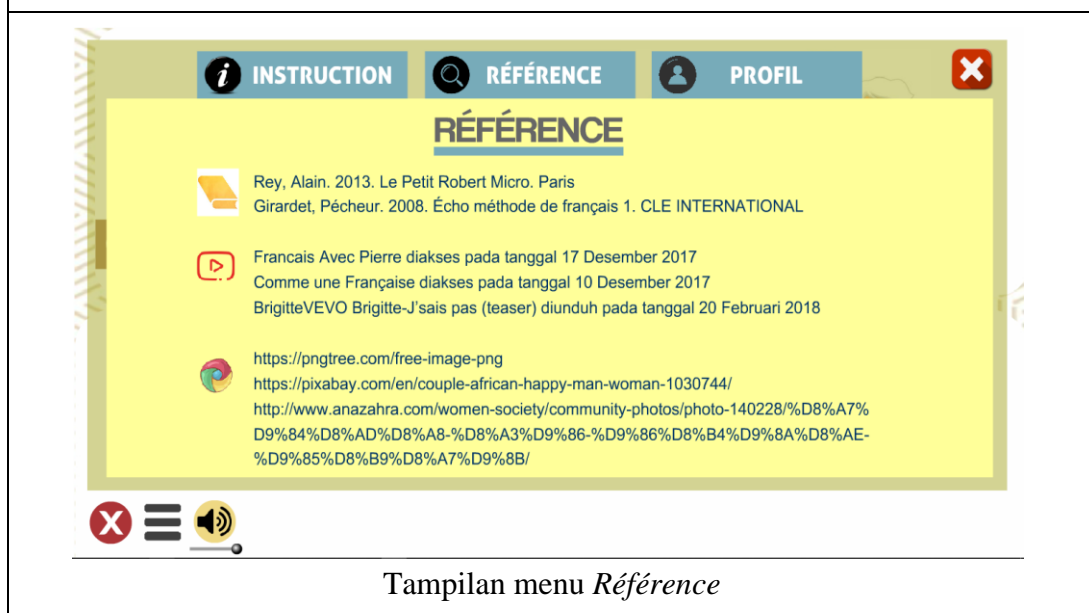 INSTRUCTION RÉFÉRENCE PROFIL
RÉFÉRENCE
Rey, Alain. 2013. Le Petit Robert Micro. Paris
Girardet, Pécheur. 2008. Écho méthode de français 1. CLE INTERNATIONAL
Francais Avec Pierre diakses pada tanggal 17 Desember 2017
Comme une Française diakses pada tanggal 10 Desember 2017
BrigitteVEVO Brigitte-J'sais pas (teaser) diunduh pada tanggal 20 Februari 2018
https://pngtree.com/free-image-png
https://pixabay.com/en/couple-african-happy-man-woman-1030744/
http://www.anazahra.com/women-society/community-photos/photo-140228/%D8%A7%
D9%84%D8%AD%D8%A8-%D8%A3%D9%86-%D9%86%D8%B4%D9%8A%D8%AE-
%D9%85%D8%B9%D8%A7%D9%8B/
Tampilan menu Référence